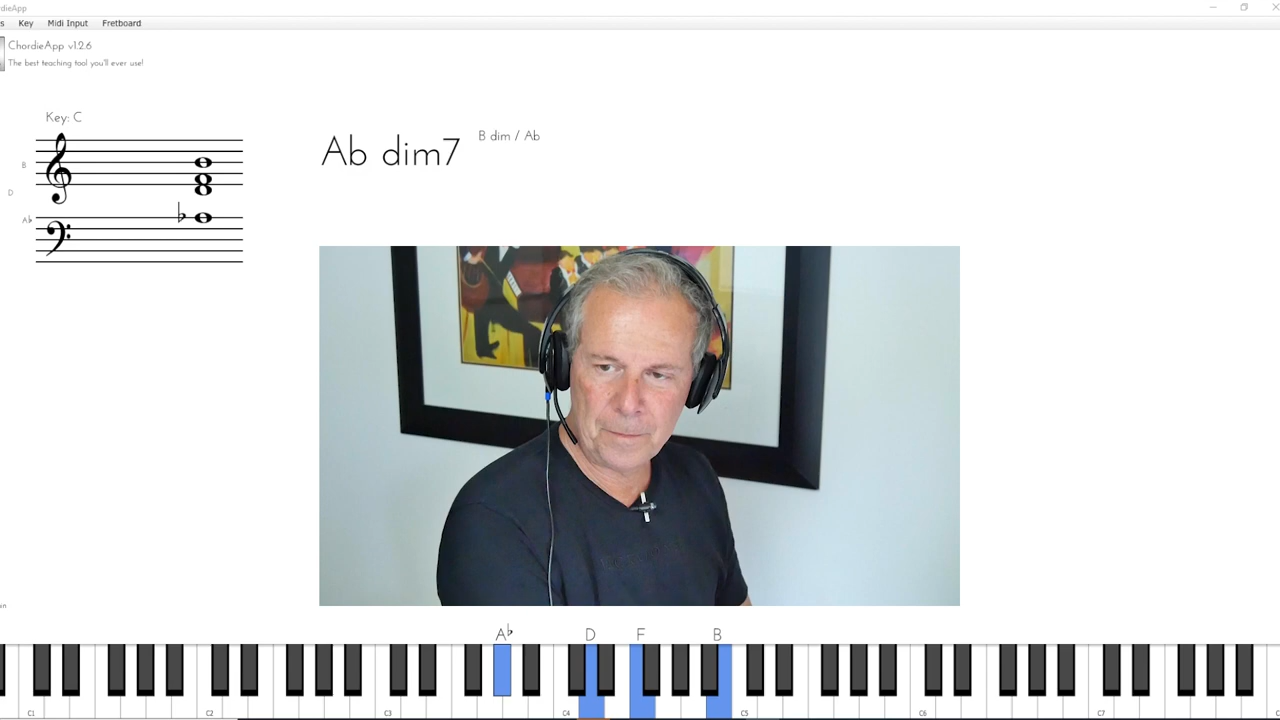 dieApp
s Key Midi Input Fretboard
ChordieApp v1.2.6
The best teaching tool you'll ever use!
Key: C
Ab dim7
B dim / Ab
B
D
Ab
A♭ D F B
C1 C2 C3 C4 C5 C6 C7 C